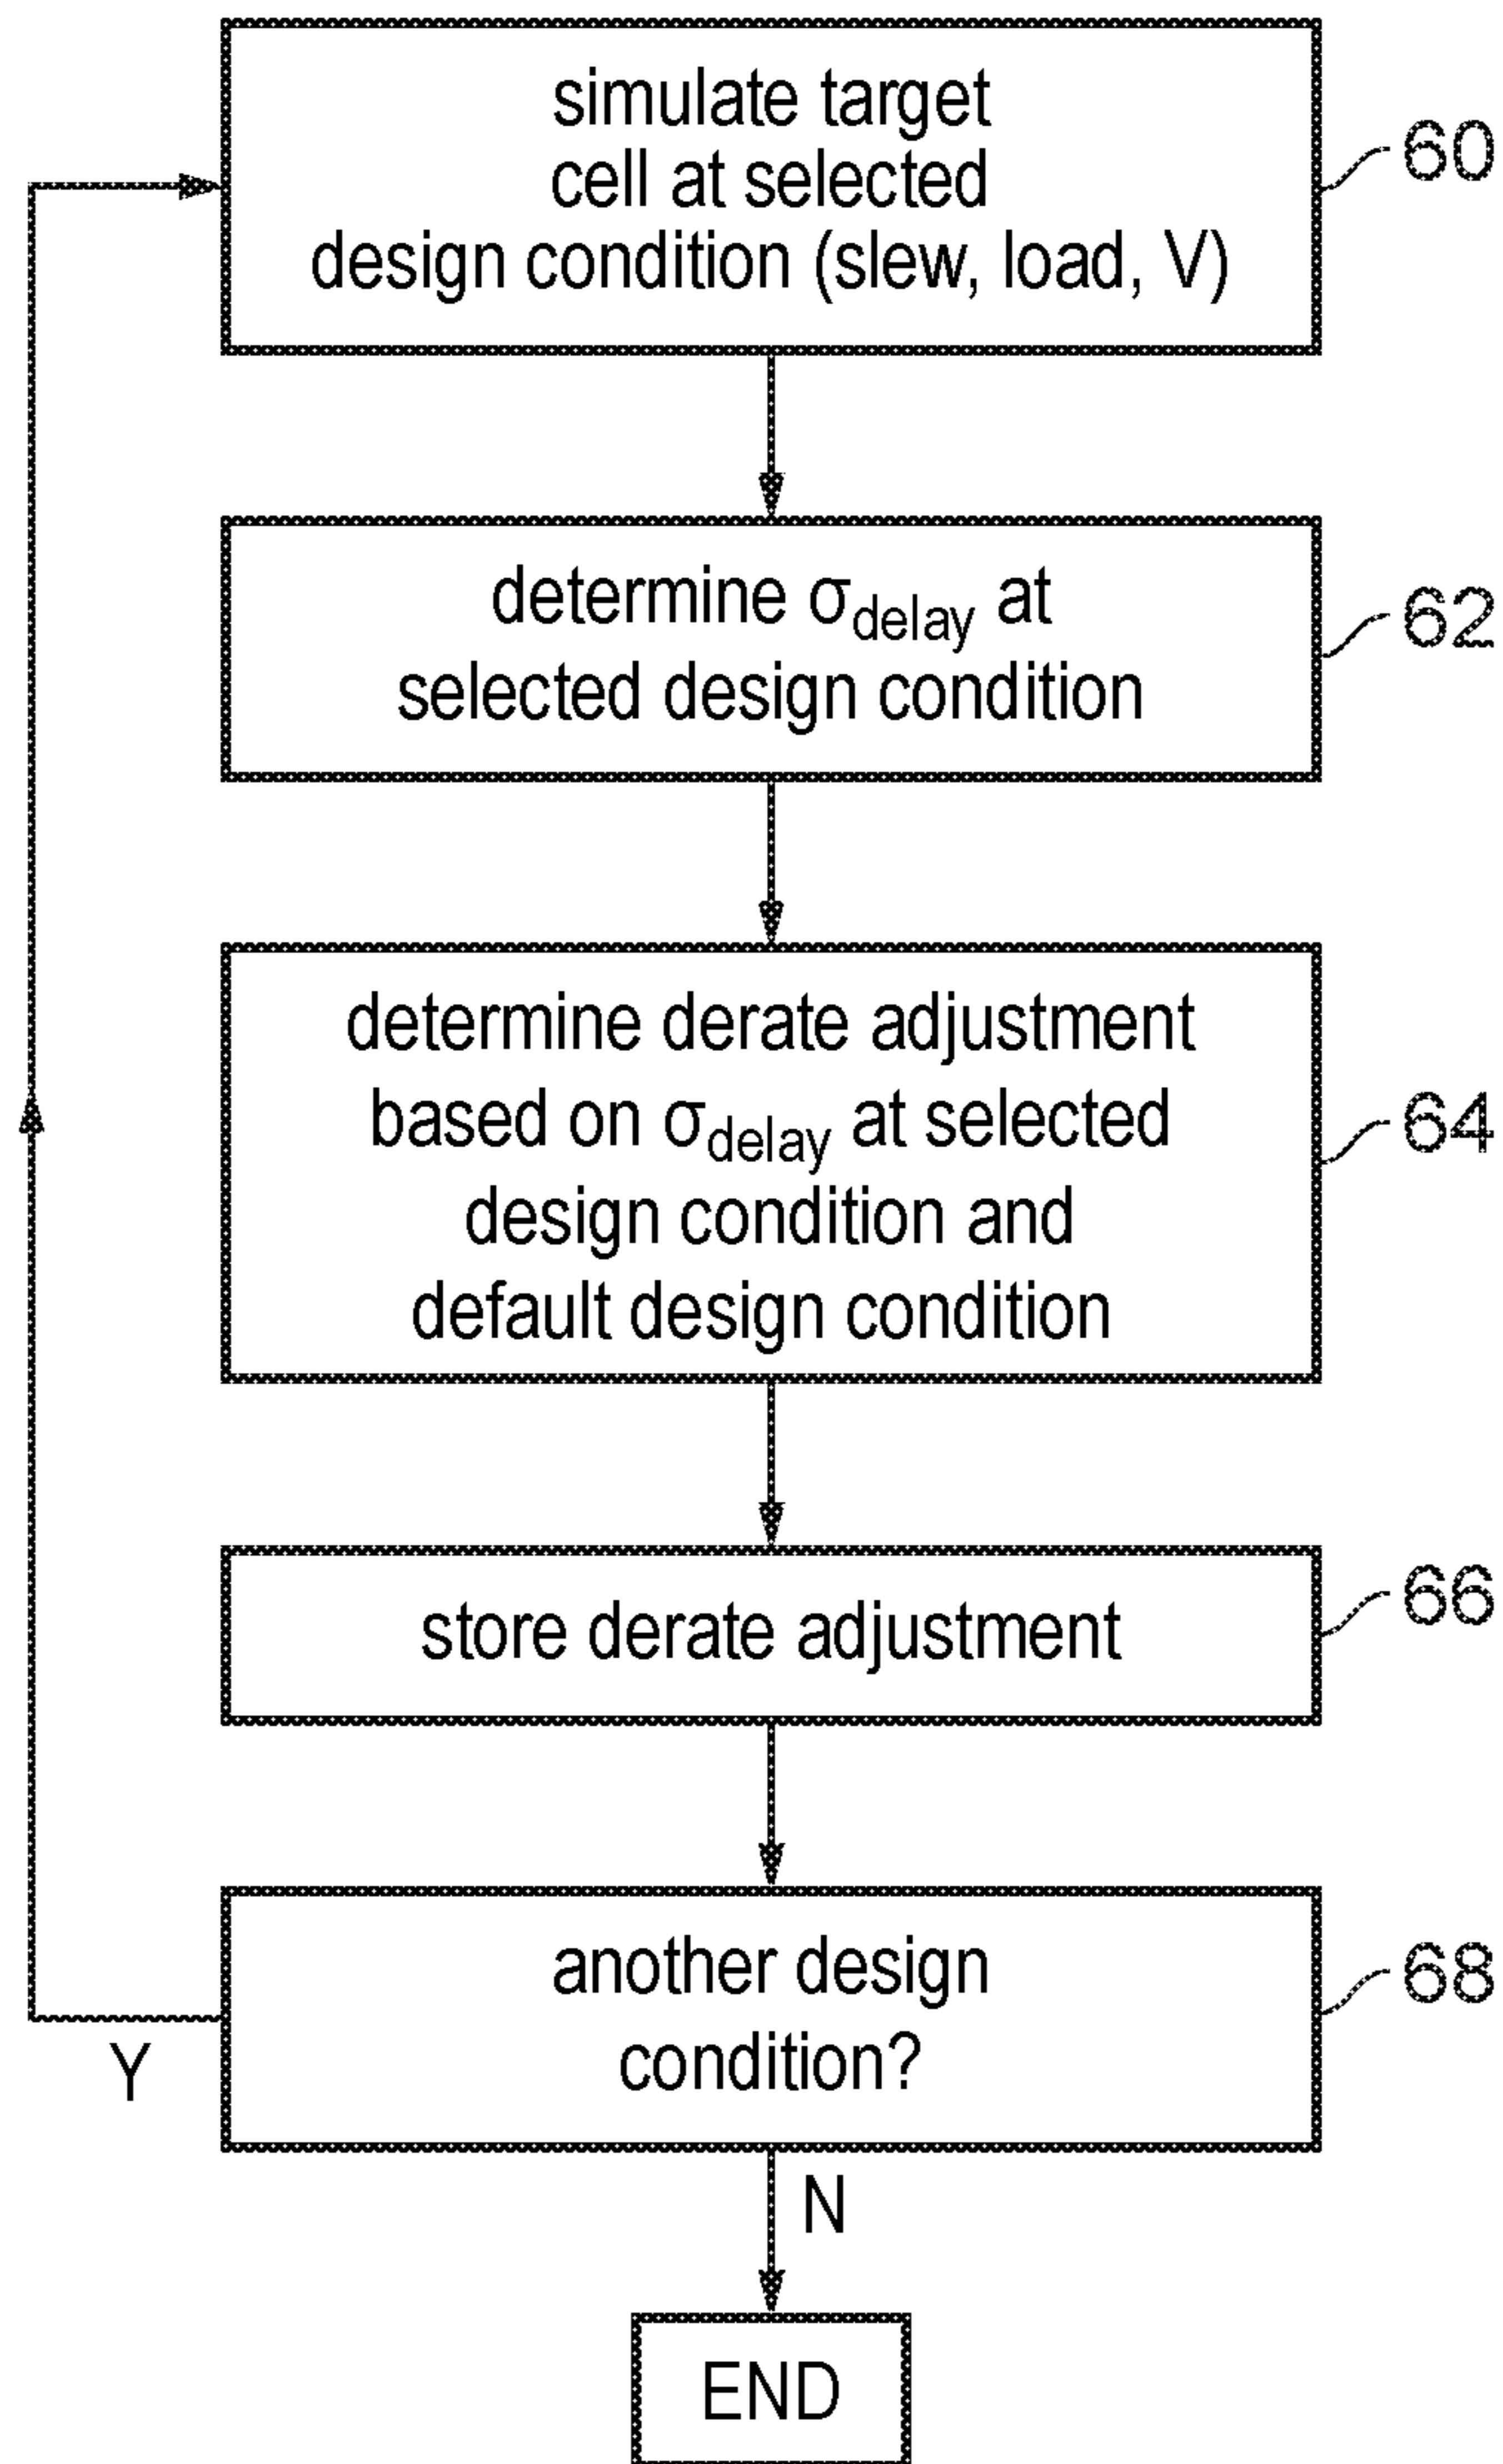 simulate target
cell at selected
design condition (slew, load, V)
60
determine σdelay at
selected design condition
62
determine derate adjustment
based on σdelay at selected
design condition and
default design condition
64
store derate adjustment
66
another design
condition?
68
Y
N
END